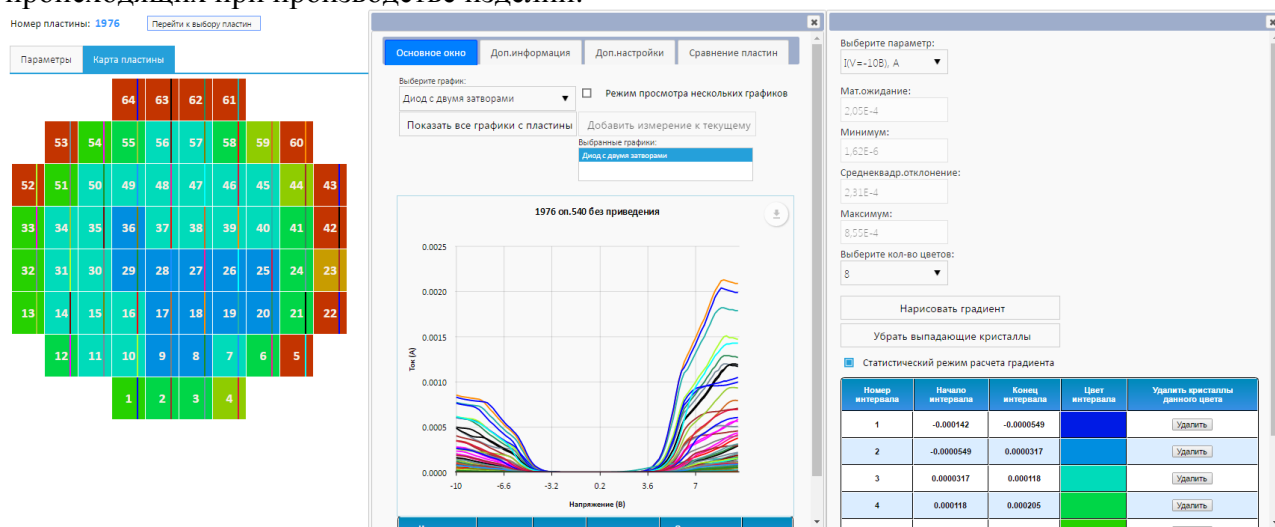 происходящих при производстве изделий.
Номер пластины: 1976 Перейти к выбору пластин
Параметры Карта пластины
64 63 62 61
53 54 55 56 57 58 59 60
52 51 50 49 48 47 46 45 44 43
33 34 35 36 37 38 39 40 41 42
32 31 30 29 28 27 26 25 24 23
13 14 15 16 17 18 19 20 21 22
12 11 10 9 8 7 6 5
1 2 3 4
Основное окно Доп.информация Доп.настройки Сравнение пластин
Выберите график:
Диод с двумя затворами Режим просмотра нескольких графиков
Показать все графики с пластины Добавить измерение к текущему
Выбранные графики:
Диод с двумя затворами
1976 оп.540 без приведения
0.0025
0.0020
0.0015
0.0010
0.0005
0.0000
Ток (А)
-10 -6.6 -3.2 0.2 3.6 7
Напряжение (В)
Выберите параметр:
I(V=-10В), А
Мат.ожидание:
2,05E-4
Минимум:
1,62E-6
Среднеквадр.отклонение:
2,31E-4
Максимум:
8,55E-4
Выберите кол-во цветов:
8
Нарисовать градиент
Убрать выпадающие кристаллы
Статистический режим расчета градиента
Номер интервала Начало интервала Конец интервала Цвет интервала Удалить кристаллы данного цвета
1 -0.000142 -0.0000549 Удалить
2 -0.0000549 0.0000317 Удалить
3 0.0000317 0.000118 Удалить
4 0.000118 0.000205 Удалить